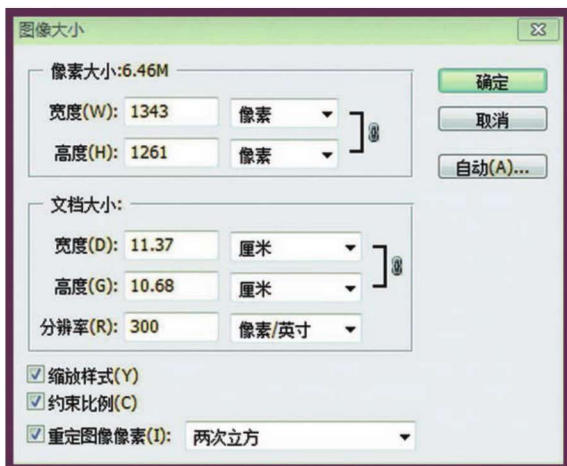 图像大小
像素大小:6.46M
确定
宽度(W): 1343 像素
取消
高度(H): 1261 像素
自动(A)...
文档大小:
宽度(D): 11.37 厘米
高度(G): 10.68 厘米
分辨率(R): 300 像素/英寸
缩放样式(Y)
约束比例(C)
重定图像像素(I): 两次立方